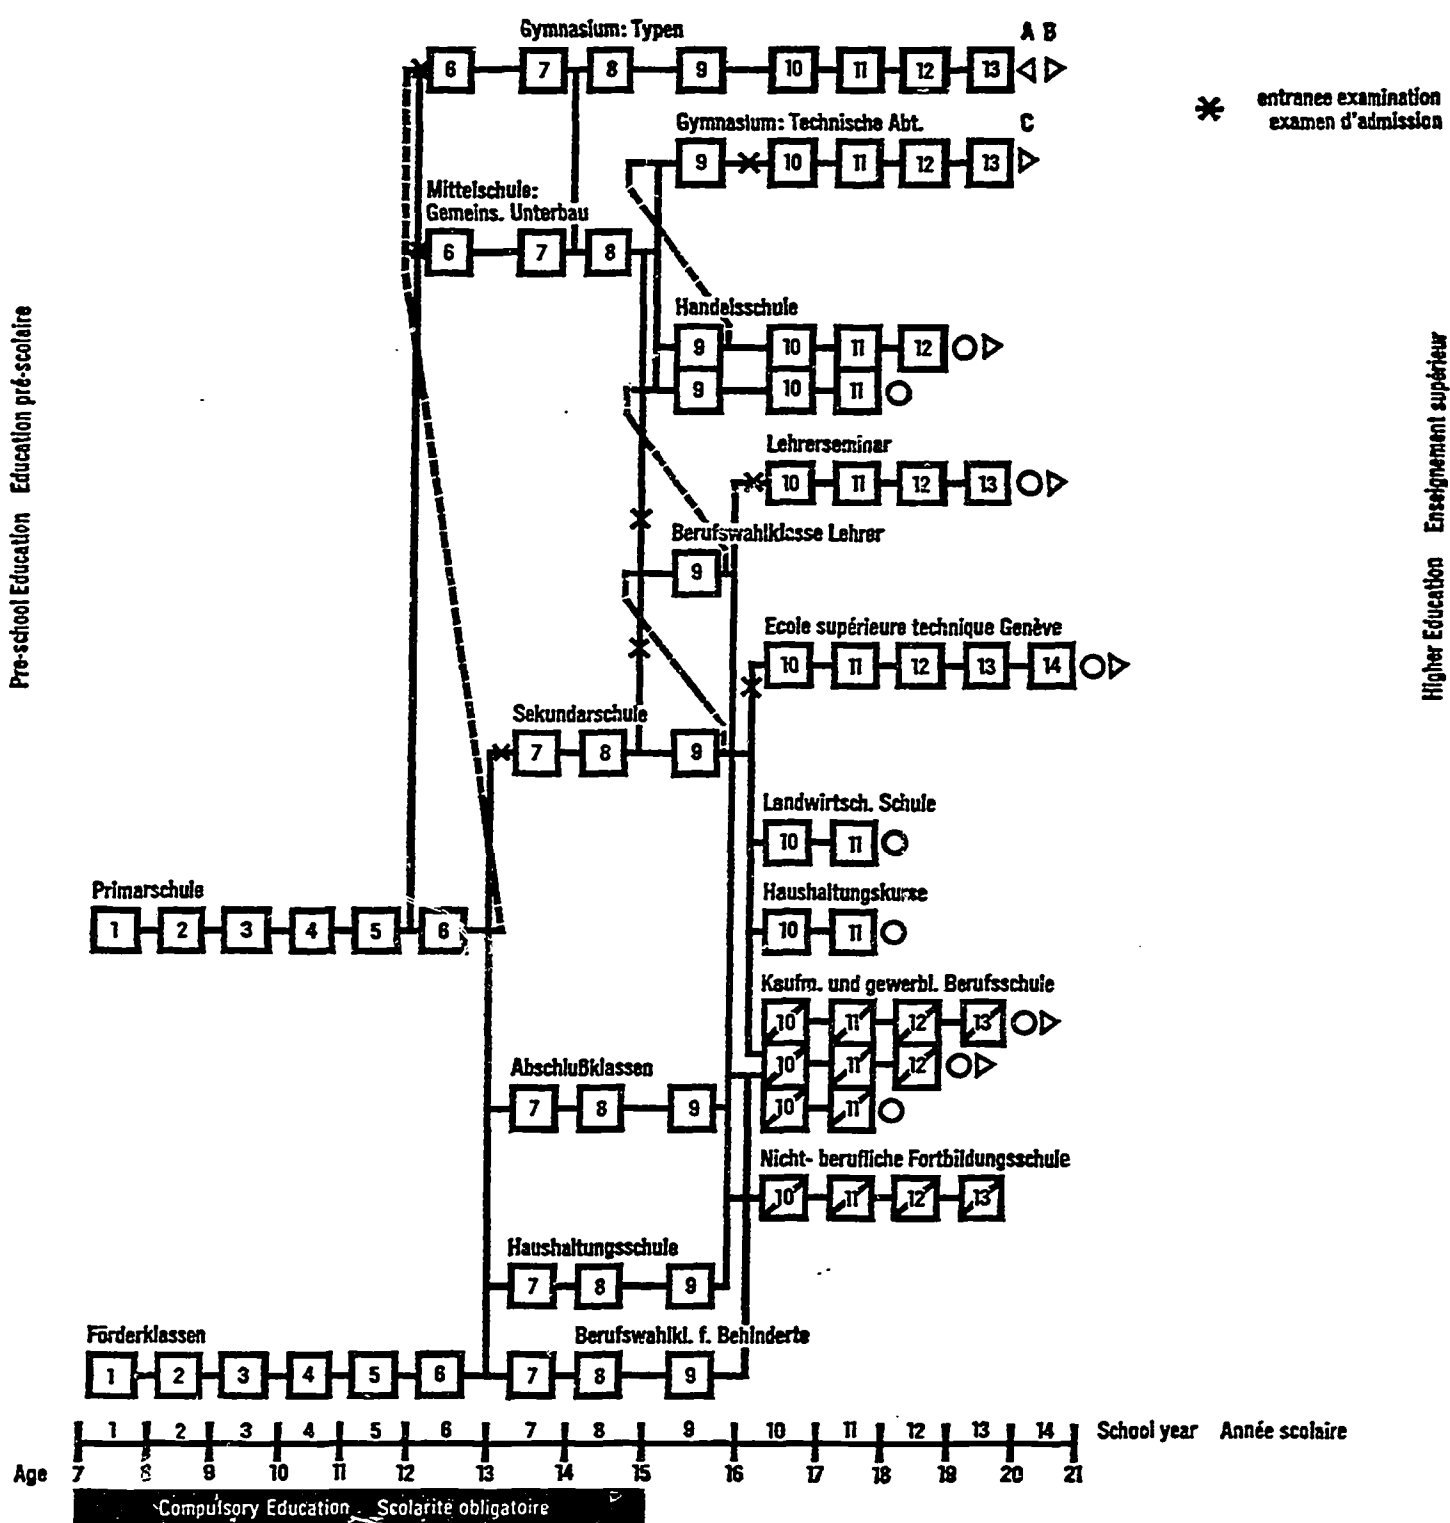 Gymnasium: Typen
A B
6 7 8 9 10 11 12 13
entrance examination
examen d'admission
Gymnasium: Technische Abt.
C
9 10 11 12 13
Mittelschule:
Gemeins. Unterbau
6 7 8
Handelsschule
9 10 11 12
9 10 11
Lehrerseminar
10 11 12 13
Berufswahlklasse Lehrer
9
Ecole supérieure technique Genève
10 11 12 13 14
Sekundarschule
7 8 9
Landwirtsch. Schule
10 11
Primarschule
1 2 3 4 5 6
Haushaltungskurse
10 11
Kaufm. und gewerbl. Berufsschule
10 11 12 13
10 11 12
10 11
Abschlußklassen
7 8 9
Nicht- berufliche Fortbildungsschule
10 11 12 13
Haushaltungsschule
7 8 9
Förderklassen
1 2 3 4 5 6
Berufswahlkl. f. Behinderte
7 8 9
1 2 3 4 5 6 7 8 9 10 11 12 13 14 School year Année scolaire
Age 7 8 9 10 11 12 13 14 15 16 17 18 19 20 21
Compulsory Education Scolarité obligatoire
Pre-school Education Education pré-scolaire
Higher Education Enseignement supérieur